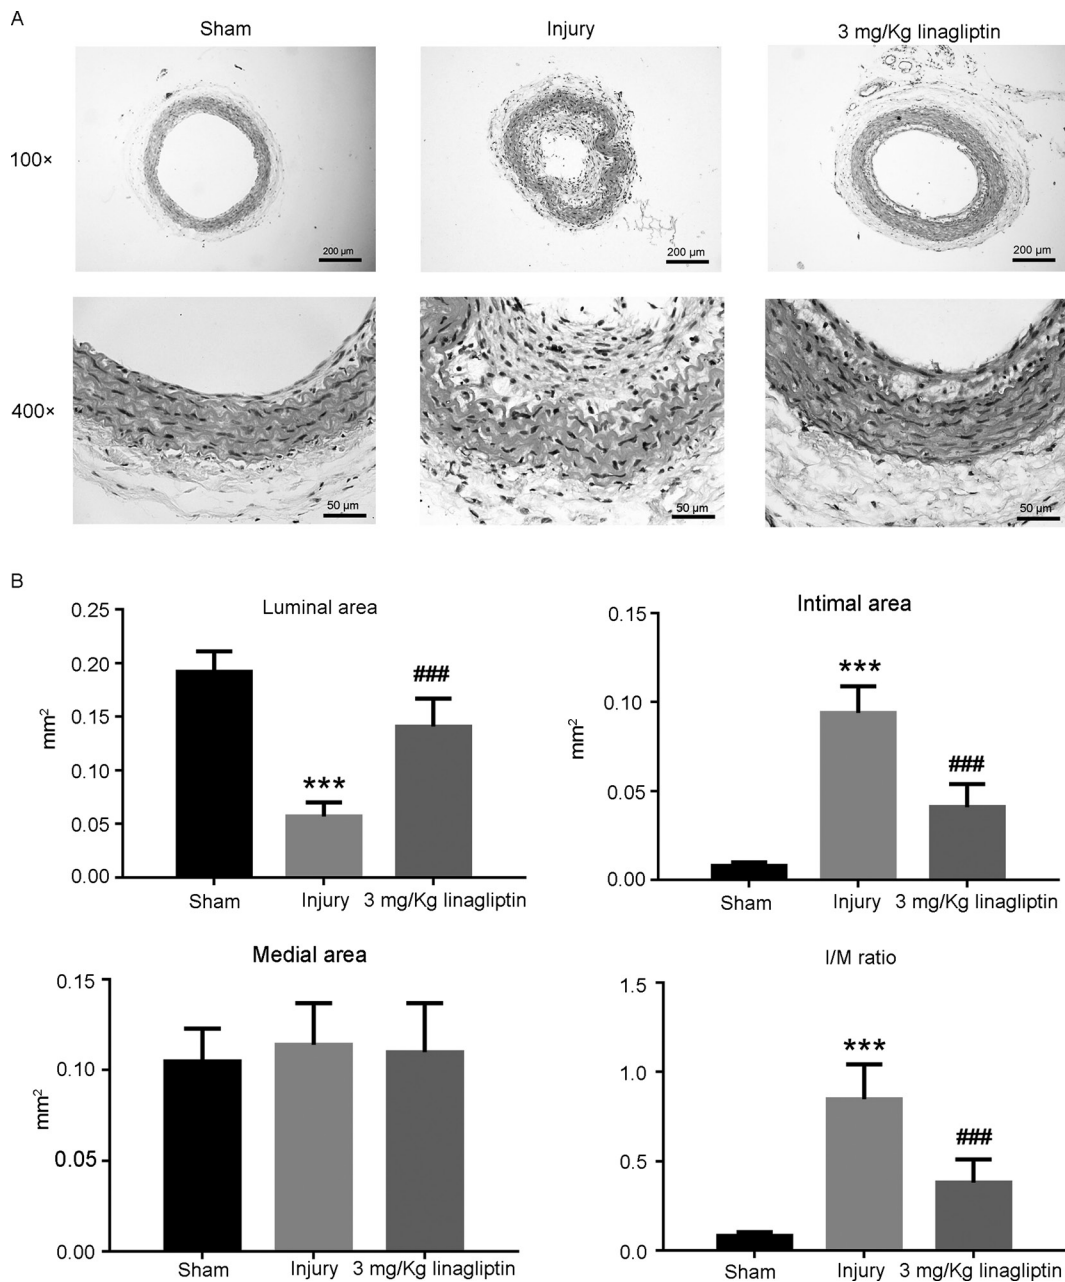 A
Sham
Injury
3 mg/Kg linagliptin
100×
200 µm
200 µm
200 µm
400×
50 µm
50 µm
50 µm
B
Luminal area
mm²
0.25
0.20
0.15
0.10
0.05
0.00
***
###
Sham
Injury
3 mg/Kg linagliptin
Intimal area
mm²
0.15
0.10
0.05
0.00
***
###
Sham
Injury
3 mg/Kg linagliptin
Medial area
mm²
0.15
0.10
0.05
0.00
Sham
Injury
3 mg/Kg linagliptin
I/M ratio
1.5
1.0
0.5
0.0
***
###
Sham
Injury
3 mg/Kg linagliptin